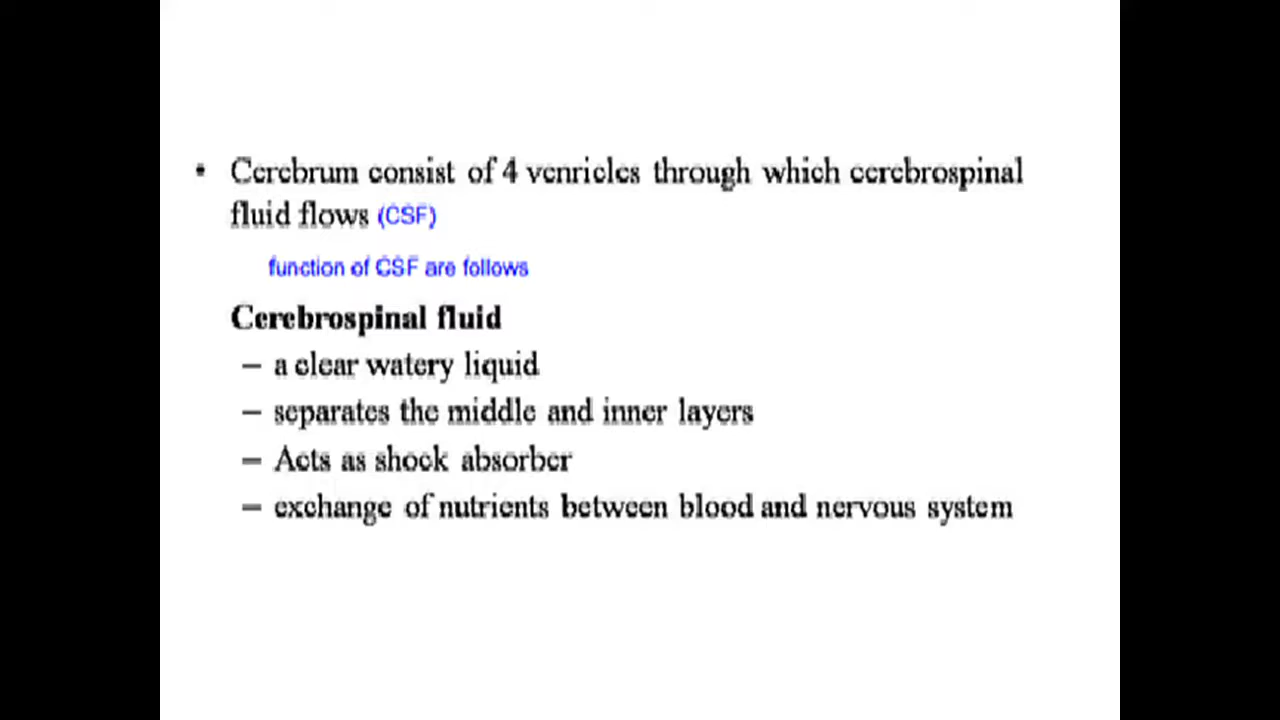 • Cerebrum consist of 4 venricles through which cerebrospinal
fluid flows (CSF)
function of CSF are follows
Cerebrospinal fluid
– a clear watery liquid
– separates the middle and inner layers
– Acts as shock absorber
– exchange of nutrients between blood and nervous system